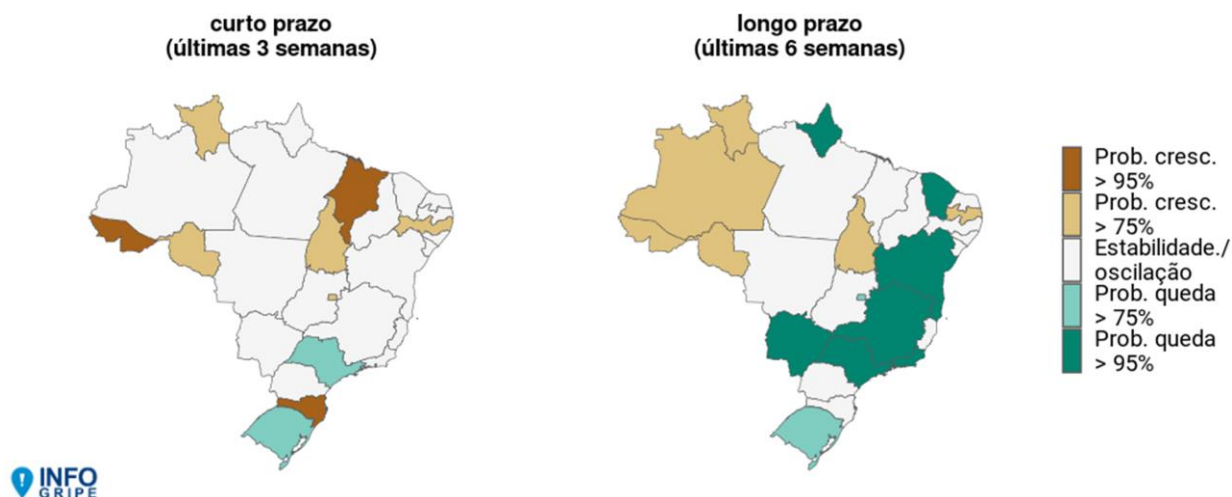 curto prazo
(últimas 3 semanas)
longo prazo
(últimas 6 semanas)
Prob. cresc.
> 95%
Prob. cresc.
> 75%
Estabilidade./
oscilação
Prob. queda
> 75%
Prob. queda
> 95%
INFO
GRIPE